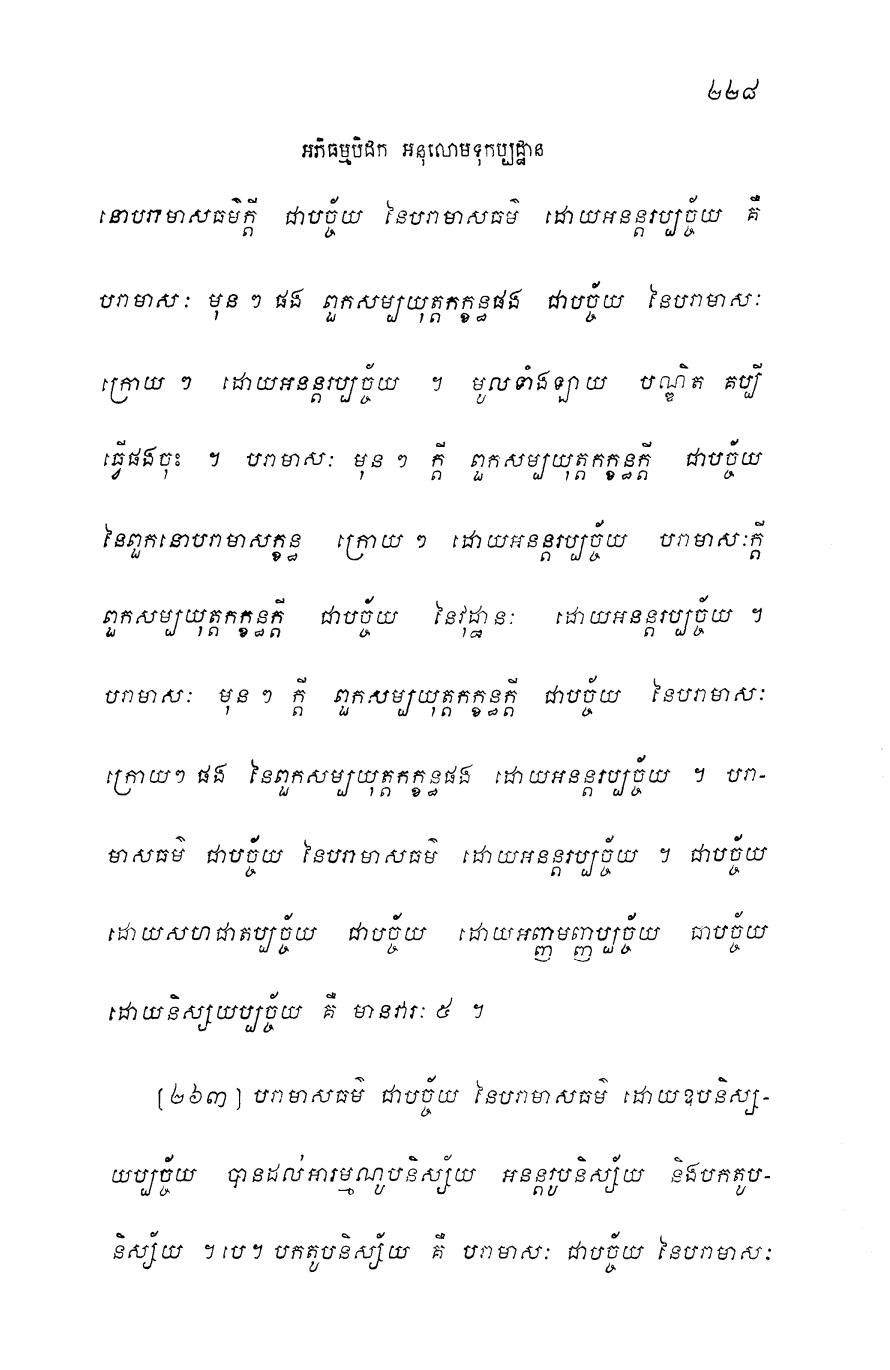 ២២៨
អភិធម្មបិដក អនុលោមទុកប្បដ្ឋាន
នោបរាមាសធម៌ក្តី ជាបច្ច័យ នៃបរាមាសធម៌ ដោយអនន្តរប្បច្ច័យ គឺ
បរាមាសៈ មុន ៗ ផង ពួកសម្បយុត្តកក្ខន្ធផង ជាបច្ច័យ នៃបរាមាសៈ
ក្រោយ ៗ ដោយអនន្តរប្បច្ច័យ ។ មូលទាំងឡាយ បណ្ឌិត គប្បី
ធ្វើផងចុះ ។ បរាមាសៈ មុន ៗ ក្តី ពួកសម្បយុត្តកក្ខន្ធក្តី ជាបច្ច័យ
នៃពួកនោបរាមាសក្ខន្ធ ក្រោយ ៗ ដោយអនន្តរប្បច្ច័យ បរាមាសៈក្តី
ពួកសម្បយុត្តកក្ខន្ធក្តី ជាបច្ច័យ នៃវុដ្ឋានៈ ដោយអនន្តរប្បច្ច័យ ។
បរាមាសៈ មុន ៗ ក្តី ពួកសម្បយុត្តកក្ខន្ធក្តី ជាបច្ច័យ នៃបរាមាសៈ
ក្រោយៗ ផង នៃពួកសម្បយុត្តកក្ខន្ធផង ដោយអនន្តរប្បច្ច័យ ។ បរា-
មាសធម៌ ជាបច្ច័យ នៃបរាមាសធម៌ ដោយអនន្តរប្បច្ច័យ ។ ជាបច្ច័យ
ដោយសហជាតប្បច្ច័យ ជាបច្ច័យ ដោយអញ្ញមញ្ញប្បច្ច័យ ជាបច្ច័យ
ដោយនិស្សយប្បច្ច័យ គឺ មានវារៈ ៥ ។
[២៦៣] បរាមាសធម៌ ជាបច្ច័យ នៃបរាមាសធម៌ ដោយឧបនិស្ស-
យប្បច្ច័យ បានដល់អារម្មណូបនិស្ស័យ អនន្តរូបនិស្ស័យ និងបកតូប-
និស្ស័យ ។ បេ ។ បកតូបនិស្ស័យ គឺ បរាមាសៈ ជាបច្ច័យ នៃបរាមាសៈ